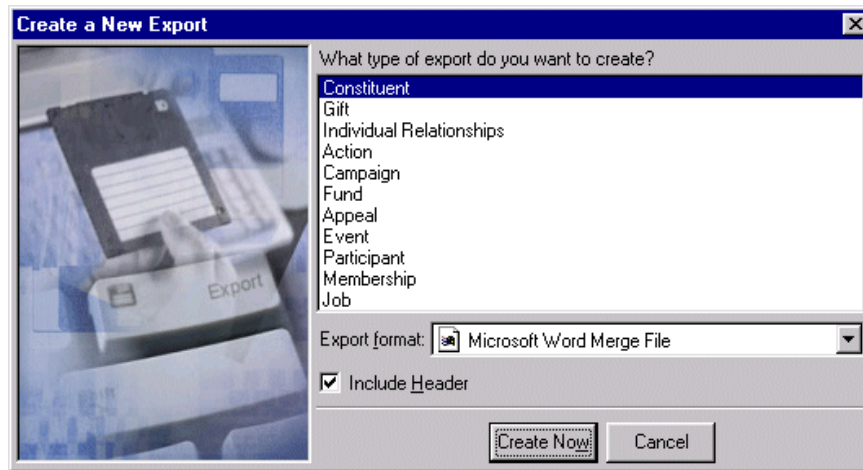 Create a New Export
What type of export do you want to create?
Constituent
Gift
Individual Relationships
Action
Campaign
Fund
Appeal
Event
Participant
Membership
Job
Export
Export format: Microsoft Word Merge File
Include Header
Create Now Cancel